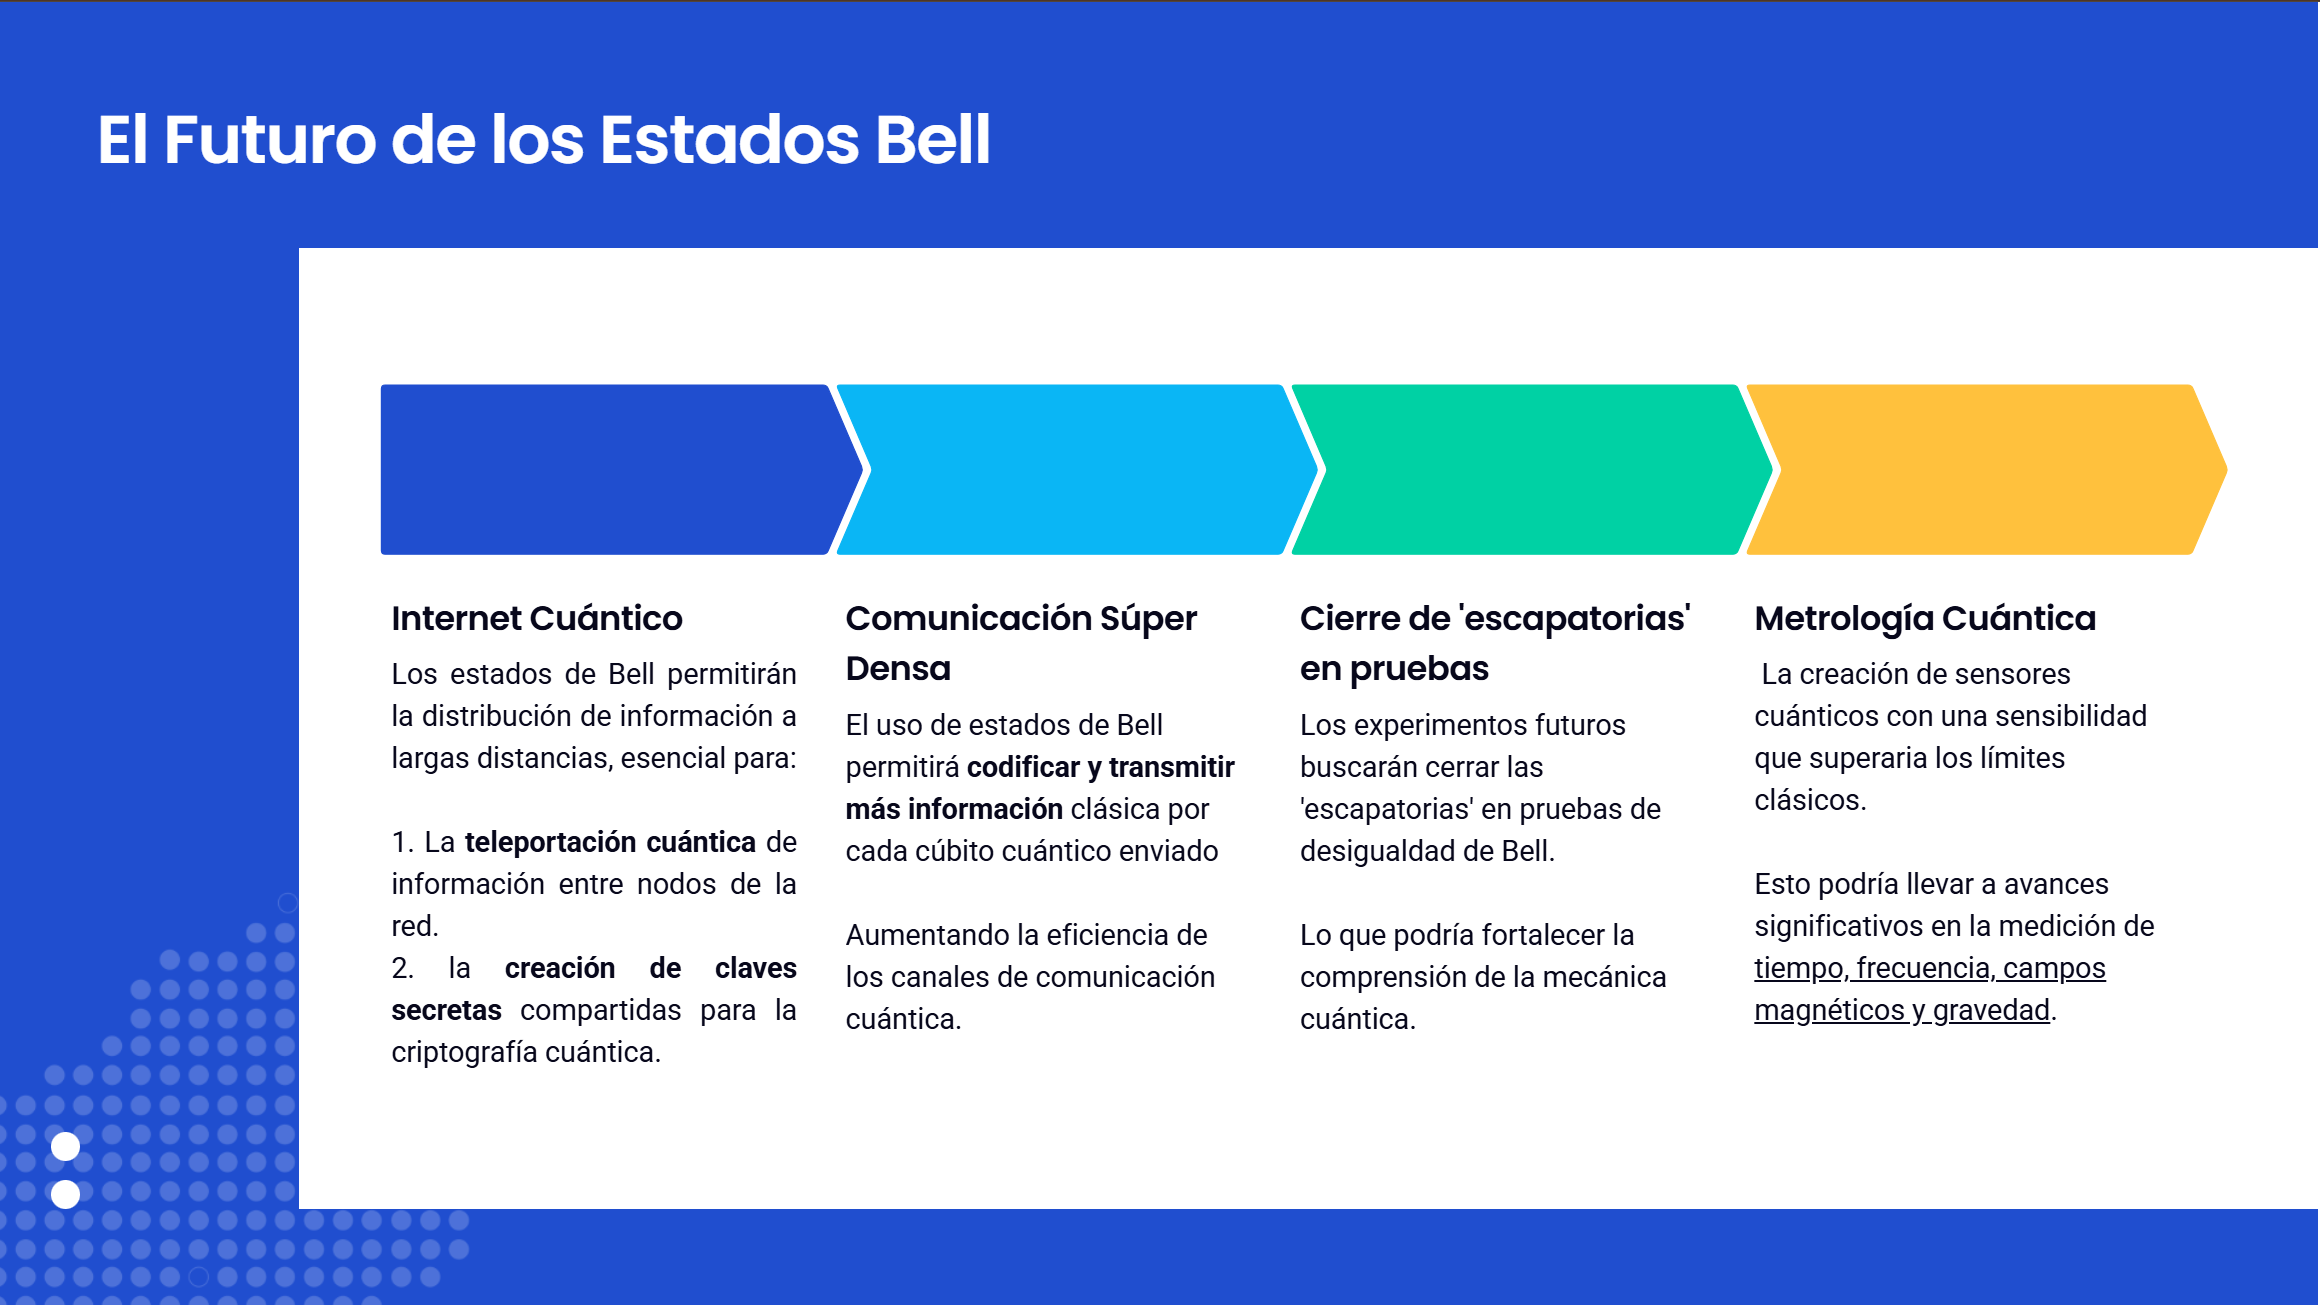 El Futuro de los Estados Bell
Internet Cuántico
Los estados de Bell permitirán
la distribución de información a
largas distancias, esencial para:
1. La teleportación cuántica de
información entre nodos de la
red.
2. la creación de claves
secretas compartidas para la
criptografía cuántica.
Comunicación Súper
Densa
El uso de estados de Bell
permitirá codificar y transmitir
más información clásica por
cada cúbito cuántico enviado
Aumentando la eficiencia de
los canales de comunicación
cuántica.
Cierre de 'escapatorias'
en pruebas
Los experimentos futuros
buscarán cerrar las
'escapatorias' en pruebas de
desigualdad de Bell.
Lo que podría fortalecer la
comprensión de la mecánica
cuántica.
Metrología Cuántica
La creación de sensores
cuánticos con una sensibilidad
que superaria los límites
clásicos.
Esto podría llevar a avances
significativos en la medición de
tiempo, frecuencia, campos
magnéticos y gravedad.